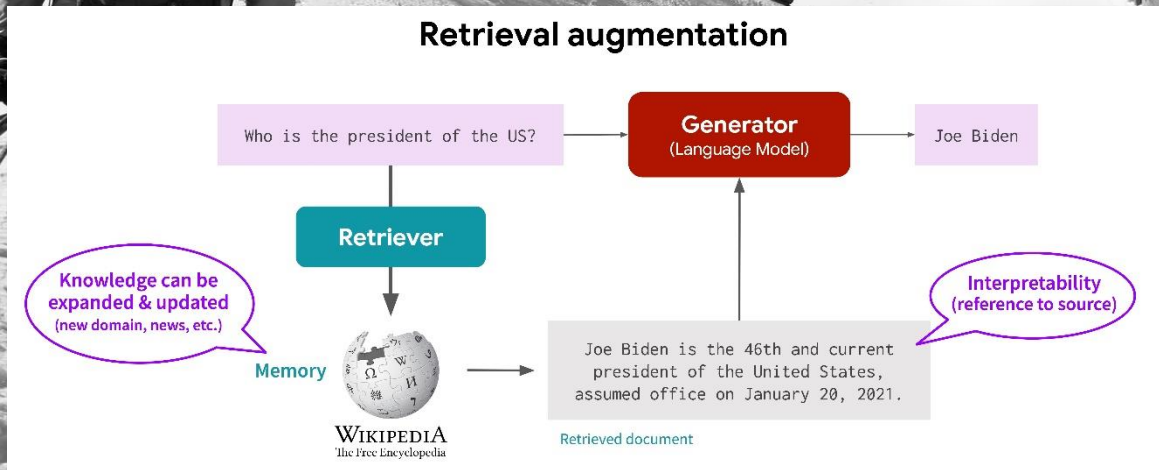 Retrieval augmentation
Who is the president of the US?
Generator
(Language Model)
Joe Biden
Retriever
Knowledge can be
expanded & updated
(new domain, news, etc.)
Interpretability
(reference to source)
Memory
Ω
W
И
WIKIPEDIA
The Free Encyclopedia
Joe Biden is the 46th and current
president of the United States,
assumed office on January 20, 2021.
Retrieved document